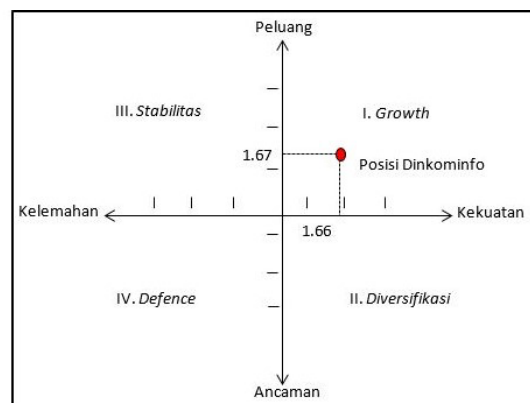 Peluang
III. Stabilitas
I. Growth
1.67
Posisi Dinkominfo
Kelemahan
Kekuatan
1.66
IV. Defence
II. Diversifikasi
Ancaman